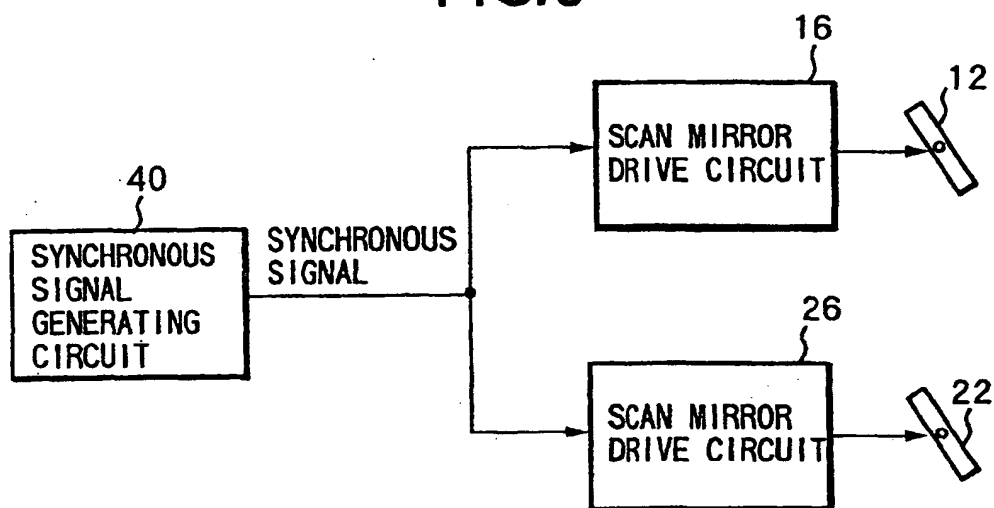 16
12
SCAN MIRROR
DRIVE CIRCUIT
40
SYNCHRONOUS
SIGNAL
GENERATING
CIRCUIT
SYNCHRONOUS
SIGNAL
26
22
SCAN MIRROR
DRIVE CIRCUIT